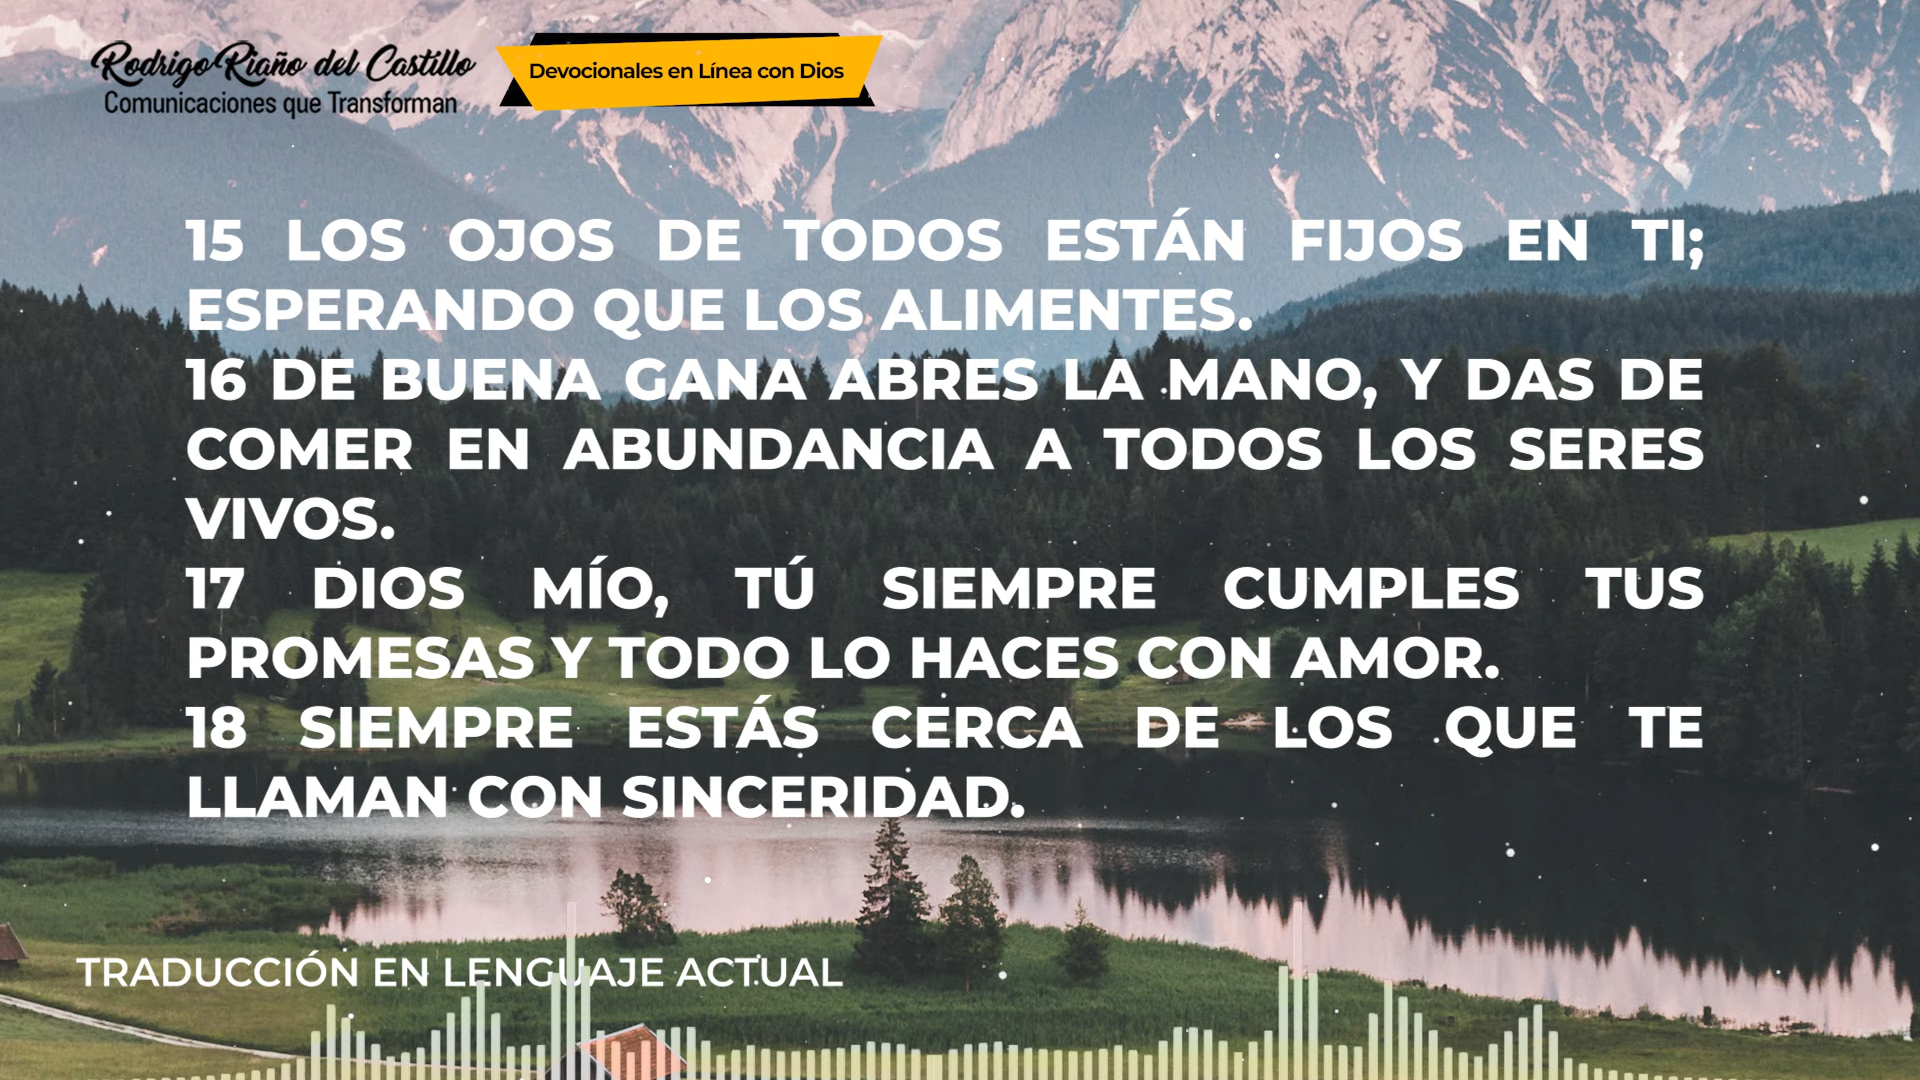 Rodrigo Riaño del Castillo
Comunicaciones que Transforman
Devocionales en Línea con Dios
15 LOS OJOS DE TODOS ESTÁN FIJOS EN TI;
ESPERANDO QUE LOS ALIMENTES.
16 DE BUENA GANA ABRES LA MANO, Y DAS DE
COMER EN ABUNDANCIA A TODOS LOS SERES
VIVOS.
17 DIOS MÍO, TÚ SIEMPRE CUMPLES TUS
PROMESAS Y TODO LO HACES CON AMOR.
18 SIEMPRE ESTÁS CERCA DE LOS QUE TE
LLAMAN CON SINCERIDAD.
TRADUCCIÓN EN LENGUAJE ACTUAL